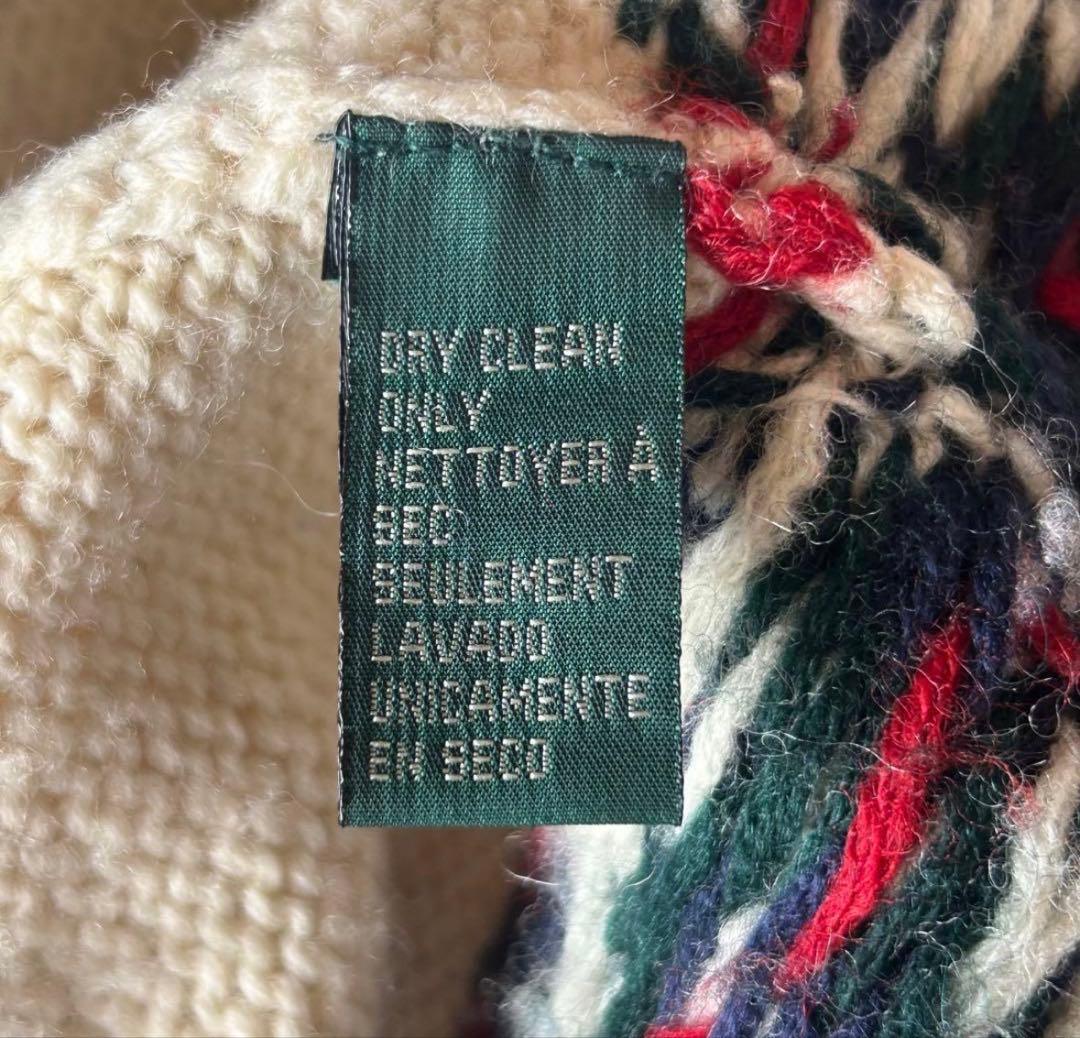 DRY CLEAN
ONLY
NETTOYER À
SEC
SEULEMENT
LAVADO
UNICAMENTE
EN SECO